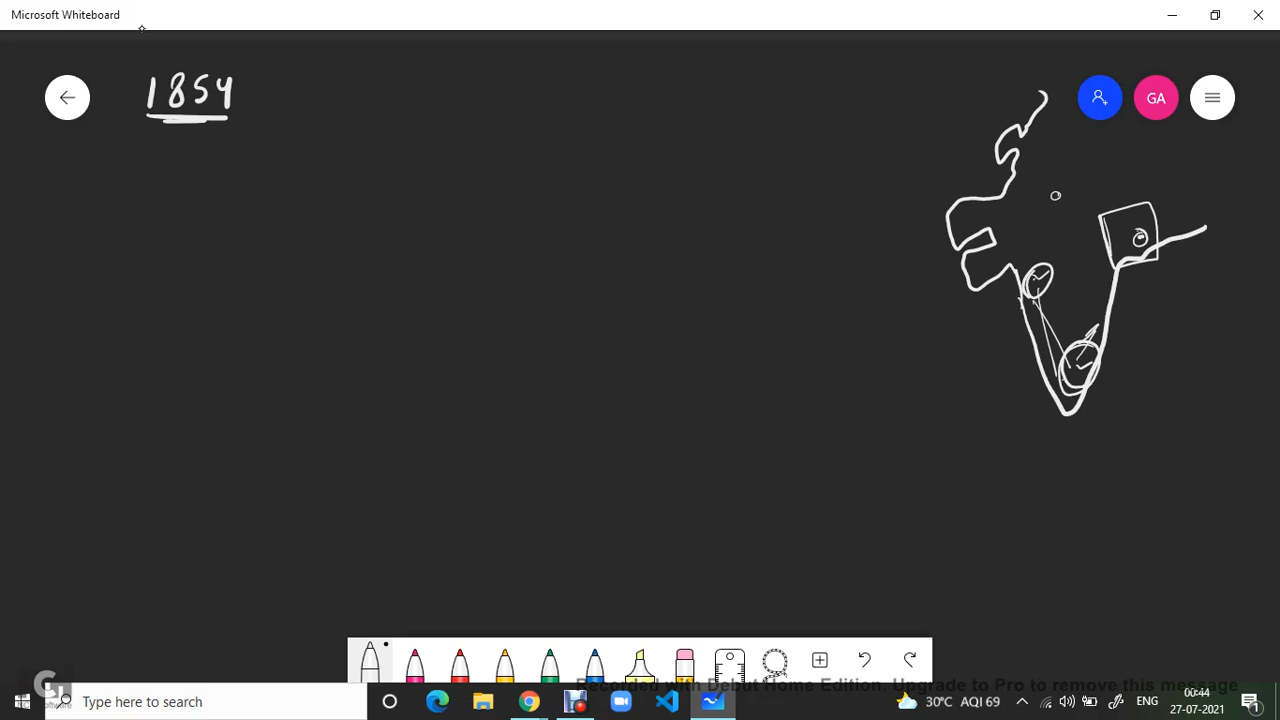 Microsoft Whiteboard
1854
GA
Recorded with Debut Home Edition. Upgrade to Pro to remove this message
Type here to search
30°C AQI 69
ENG
00:44
27-07-2021
1